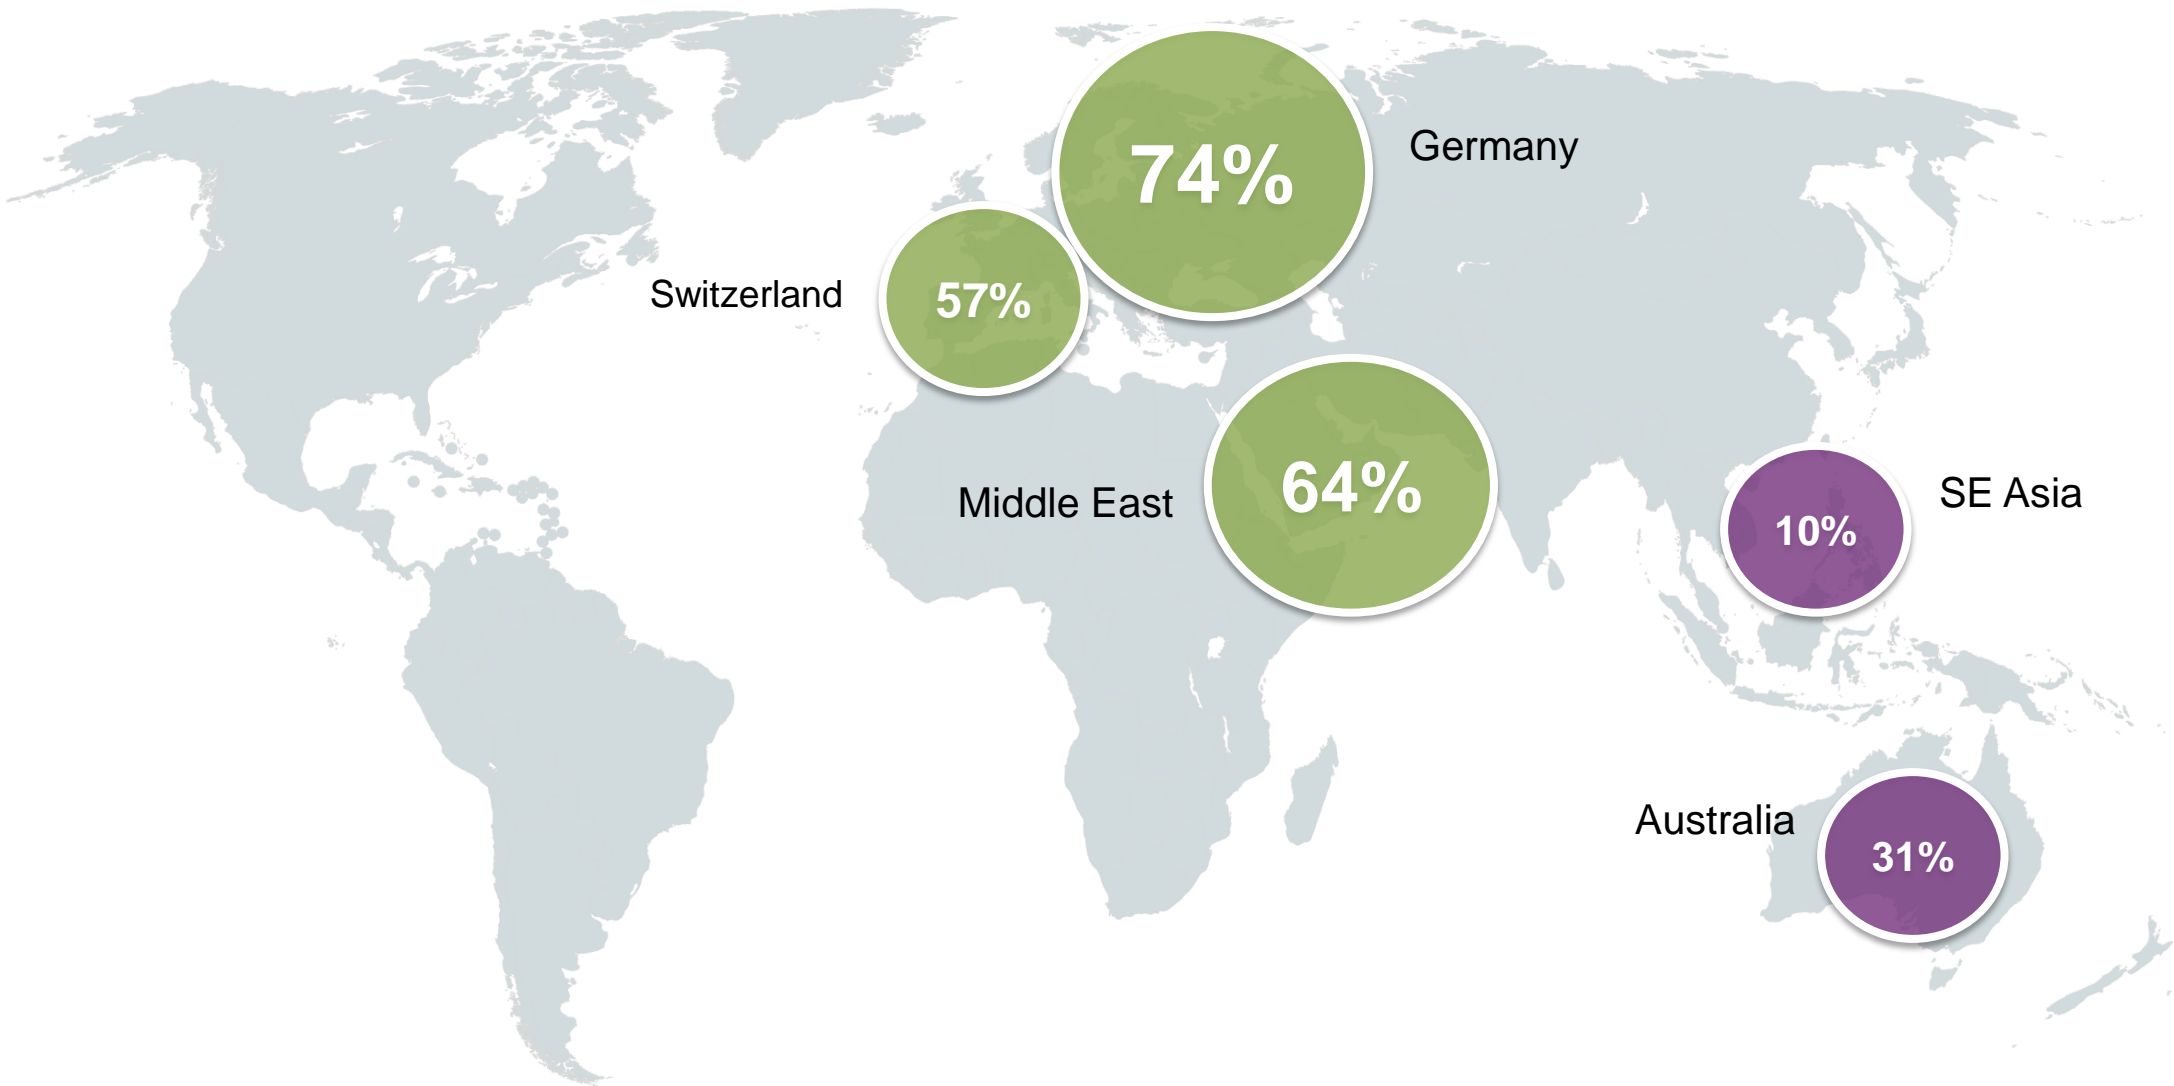 74%
Germany
Switzerland
57%
64%
Middle East
SE Asia
10%
Australia
31%